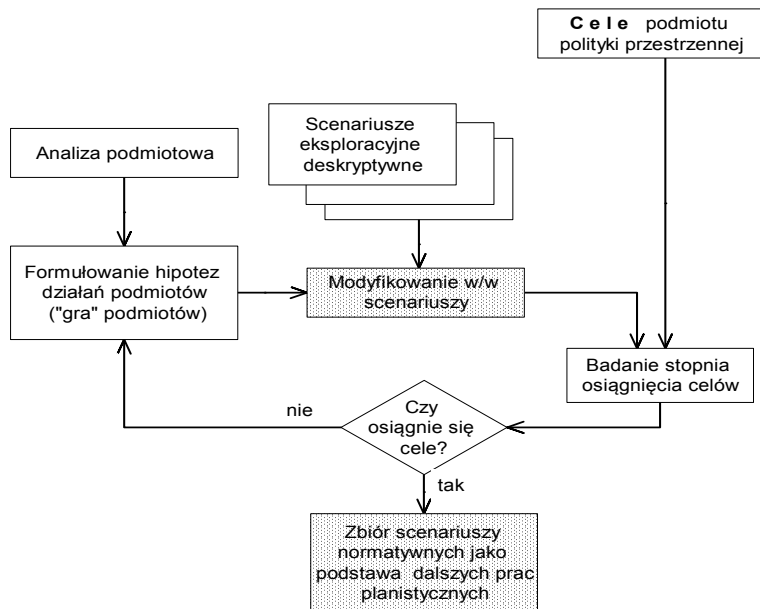 C e l e podmiotu
polityki przestrzennej
Scenariusze
eksploracyjne
deskryptywne
Analiza podmiotowa
Formułowanie hipotez
działań podmiotów
("gra" podmiotów)
Modyfikowanie w/w
scenariuszy
Badanie stopnia
osiągnięcia celów
nie
Czy
osiągnie się
cele?
tak
Zbiór scenariuszy
normatywnych jako
podstawa dalszych prac
planistycznych